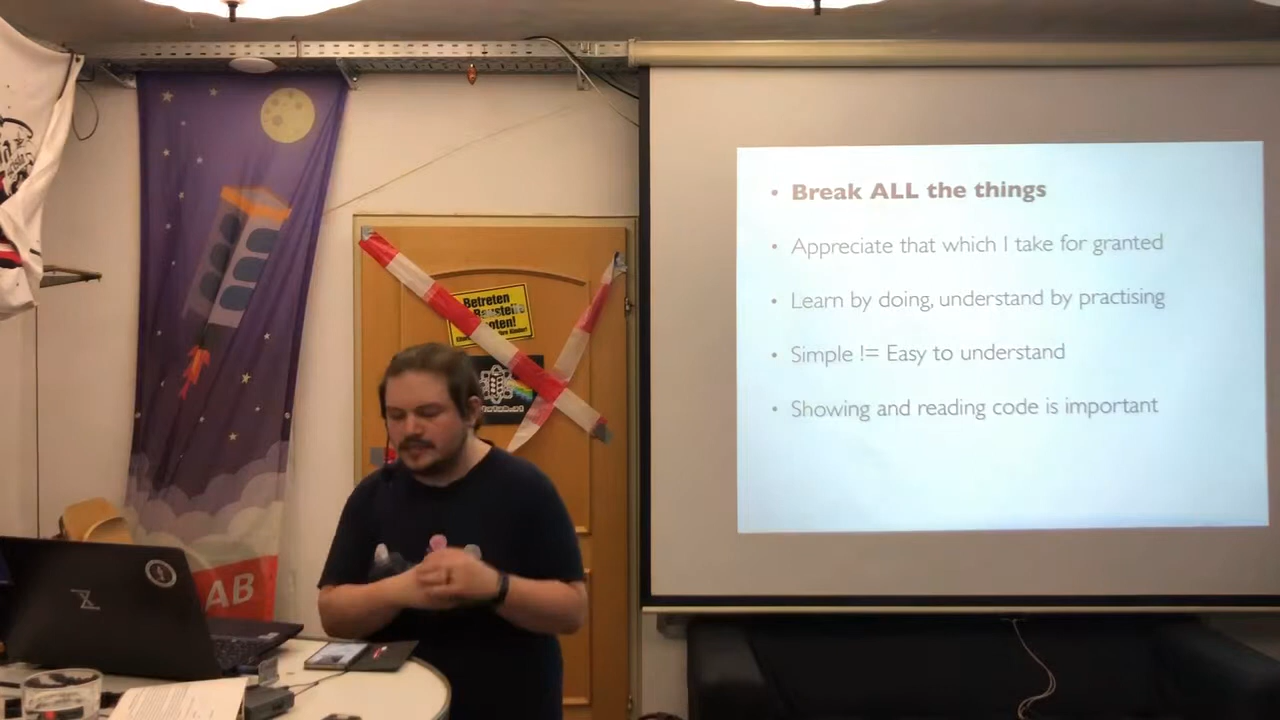 Break ALL the things
Appreciate that which I take for granted
Learn by doing, understand by practising
Simple != Easy to understand
Showing and reading code is important
Betreten
AB